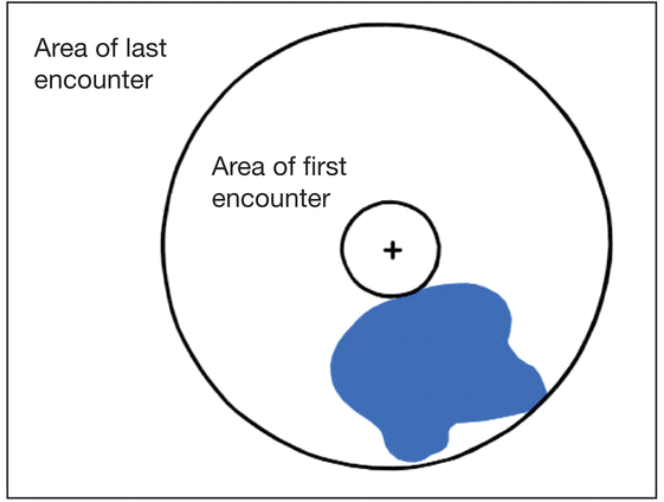 Area of last
encounter
Area of first
encounter